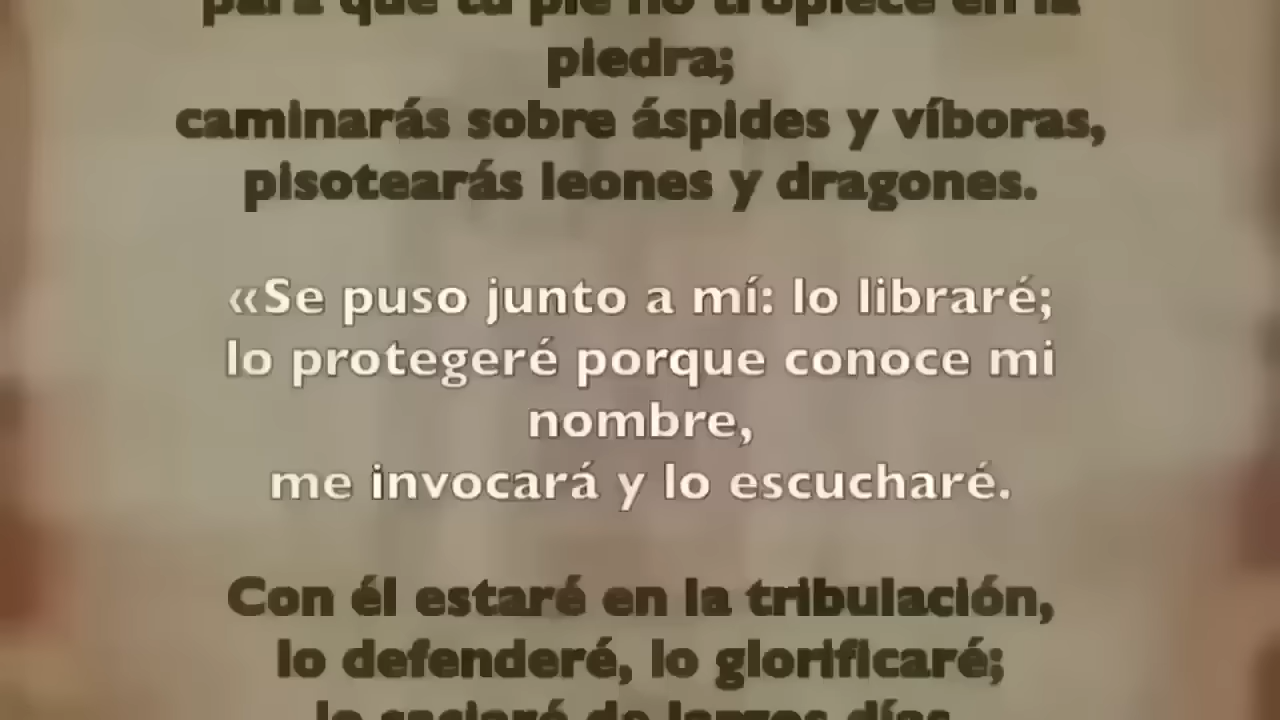 para que tu pie no tropiece en la
piedra;
caminarás sobre áspides y víboras,
pisotearás leones y dragones.
«Se puso junto a mí: lo libraré;
lo protegeré porque conoce mi
nombre,
me invocará y lo escucharé.
Con él estaré en la tribulación,
lo defenderé, lo glorificaré;
lo saciaré de largos días